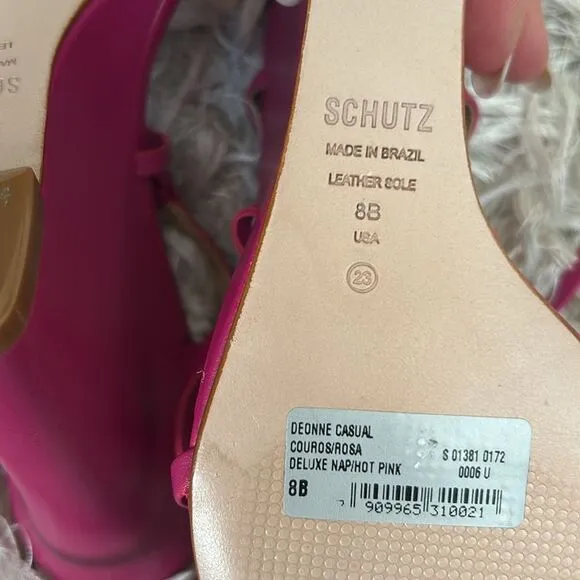 SCHUTZ
MADE IN BRAZIL
LEATHER SOLE
8B
USA
23
DEONNE CASUAL
COUROS/ROSA
DELUXE NAP/HOT PINK
S 01381 0172
0006 U
8B
7 909965 310021